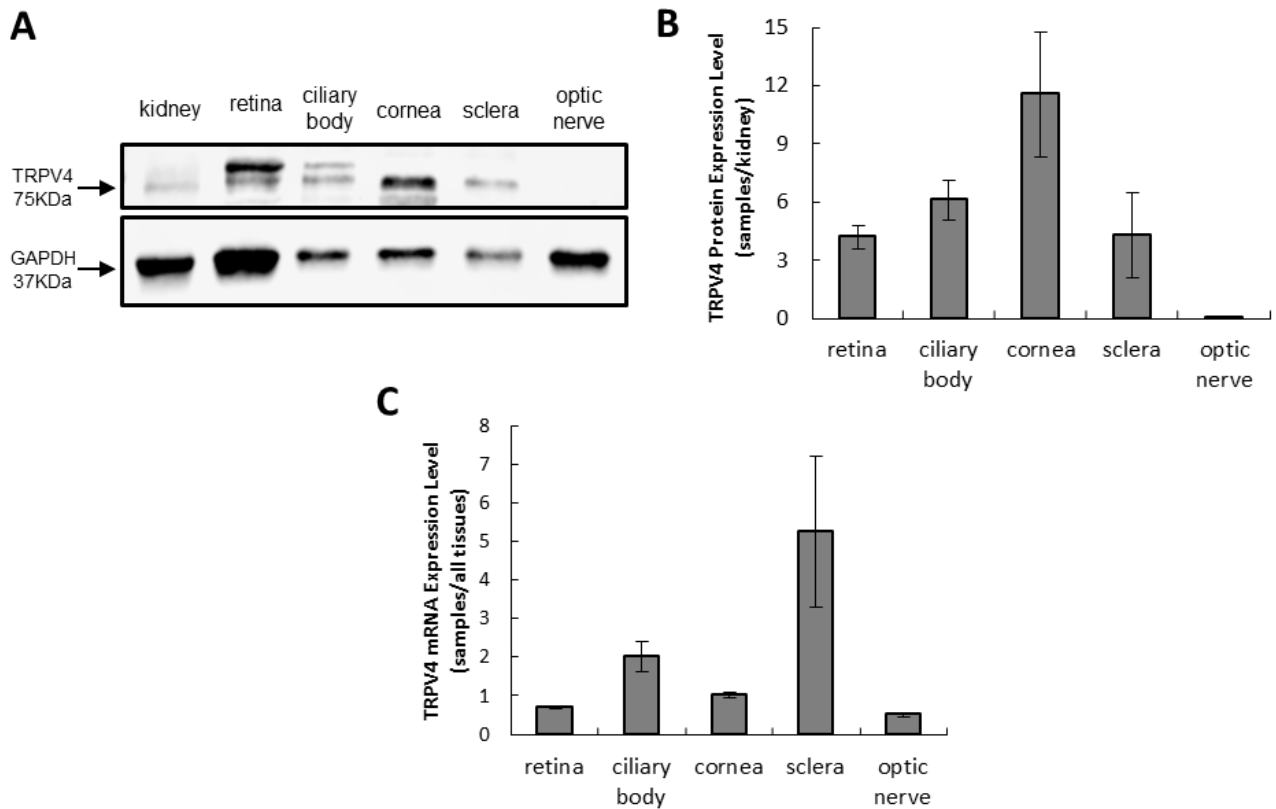 A
kidney
retina
ciliary
body
cornea
sclera
optic
nerve
TRPV4
75KDa
GAPDH
37KDa
B
TRPV4 Protein Expression Level
(samples/kidney)
15
12
9
6
3
0
retina
ciliary
body
cornea
sclera
optic
nerve
C
TRPV4 mRNA Expression Level
(samples/all tissues)
8
7
6
5
4
3
2
1
0
retina
ciliary
body
cornea
sclera
optic
nerve